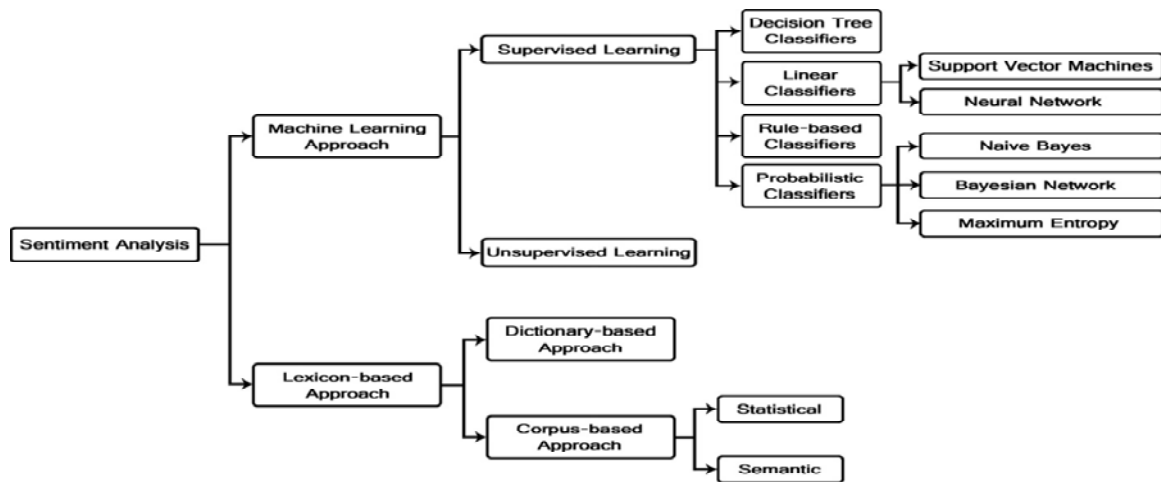 Sentiment Analysis
Machine Learning
Approach
Supervised Learning
Decision Tree
Classifiers
Linear
Classifiers
Support Vector Machines
Neural Network
Rule-based
Classifiers
Probabilistic
Classifiers
Naive Bayes
Bayesian Network
Maximum Entropy
Unsupervised Learning
Lexicon-based
Approach
Dictionary-based
Approach
Corpus-based
Approach
Statistical
Semantic